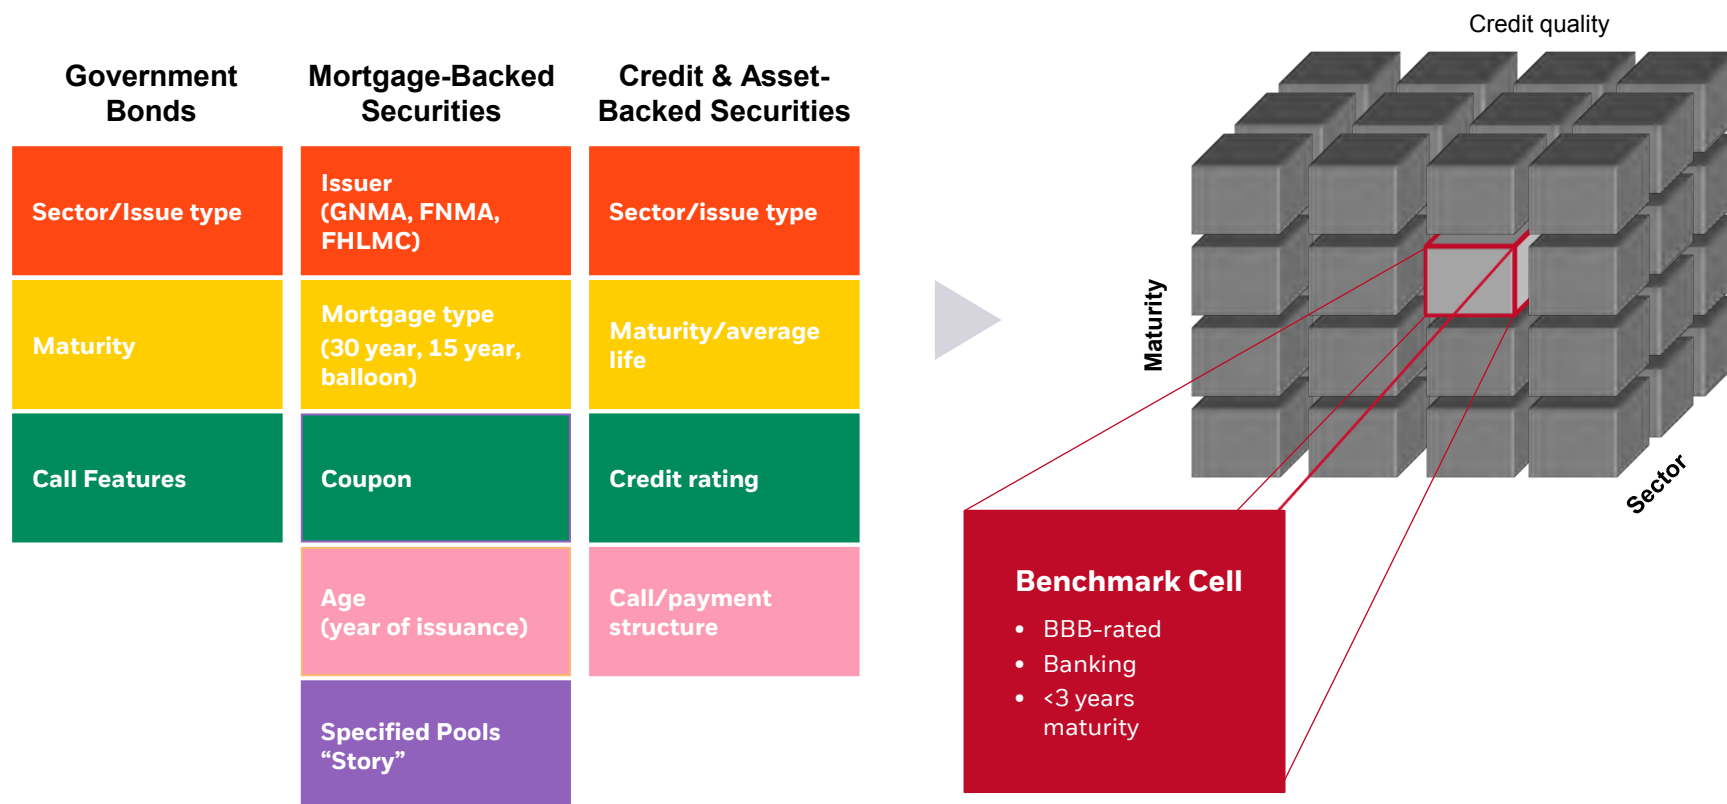 Government
Bonds
Sector/Issue type
Maturity
Call Features
Mortgage-Backed
Securities
Issuer
(GNMA, FNMA,
FHLMC)
Mortgage type
(30 year, 15 year,
balloon)
Coupon
Age
(year of issuance)
Specified Pools
“Story”
Credit & Asset-
Backed Securities
Sector/issue type
Maturity/average
life
Credit rating
Call/payment
structure
Credit quality
Maturity
Sector
Benchmark Cell
• BBB-rated
• Banking
• <3 years
maturity